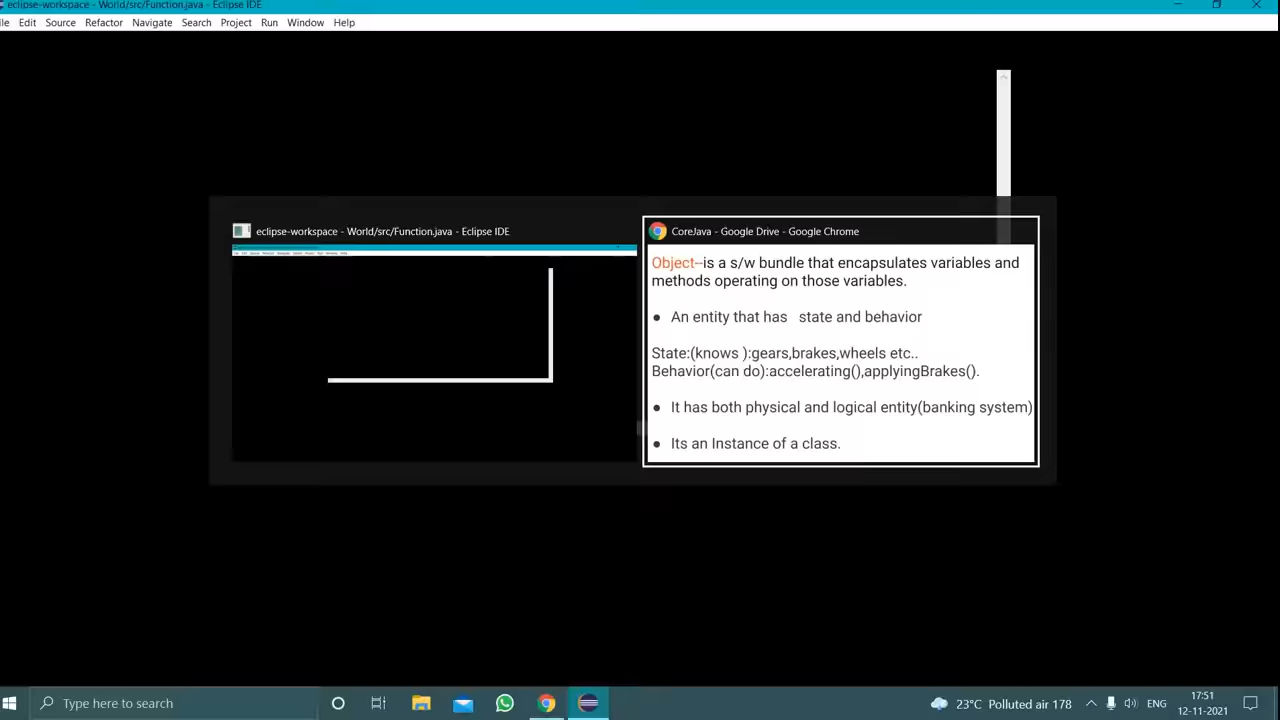 eclipse-workspace - World/src/Function.java - Eclipse IDE
Edit Source Refactor Navigate Search Project Run Window Help
eclipse-workspace - World/src/Function.java - Eclipse IDE
CoreJava - Google Drive - Google Chrome
Object--is a s/w bundle that encapsulates variables and
methods operating on those variables.
● An entity that has state and behavior
State:(knows ):gears,brakes,wheels etc..
Behavior(can do):accelerating(),applyingBrakes().
● It has both physical and logical entity(banking system)
● Its an Instance of a class.
Type here to search
23°C Polluted air 178
ENG
17:51
12-11-2021